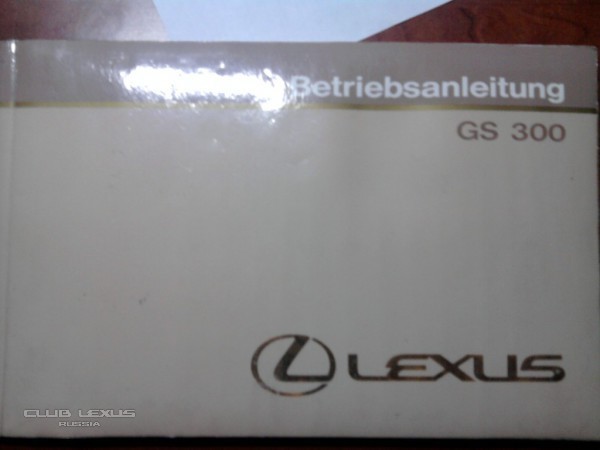 Betriebsanleitung
GS 300
LEXUS
CLUB LEXUS
RUSSIA